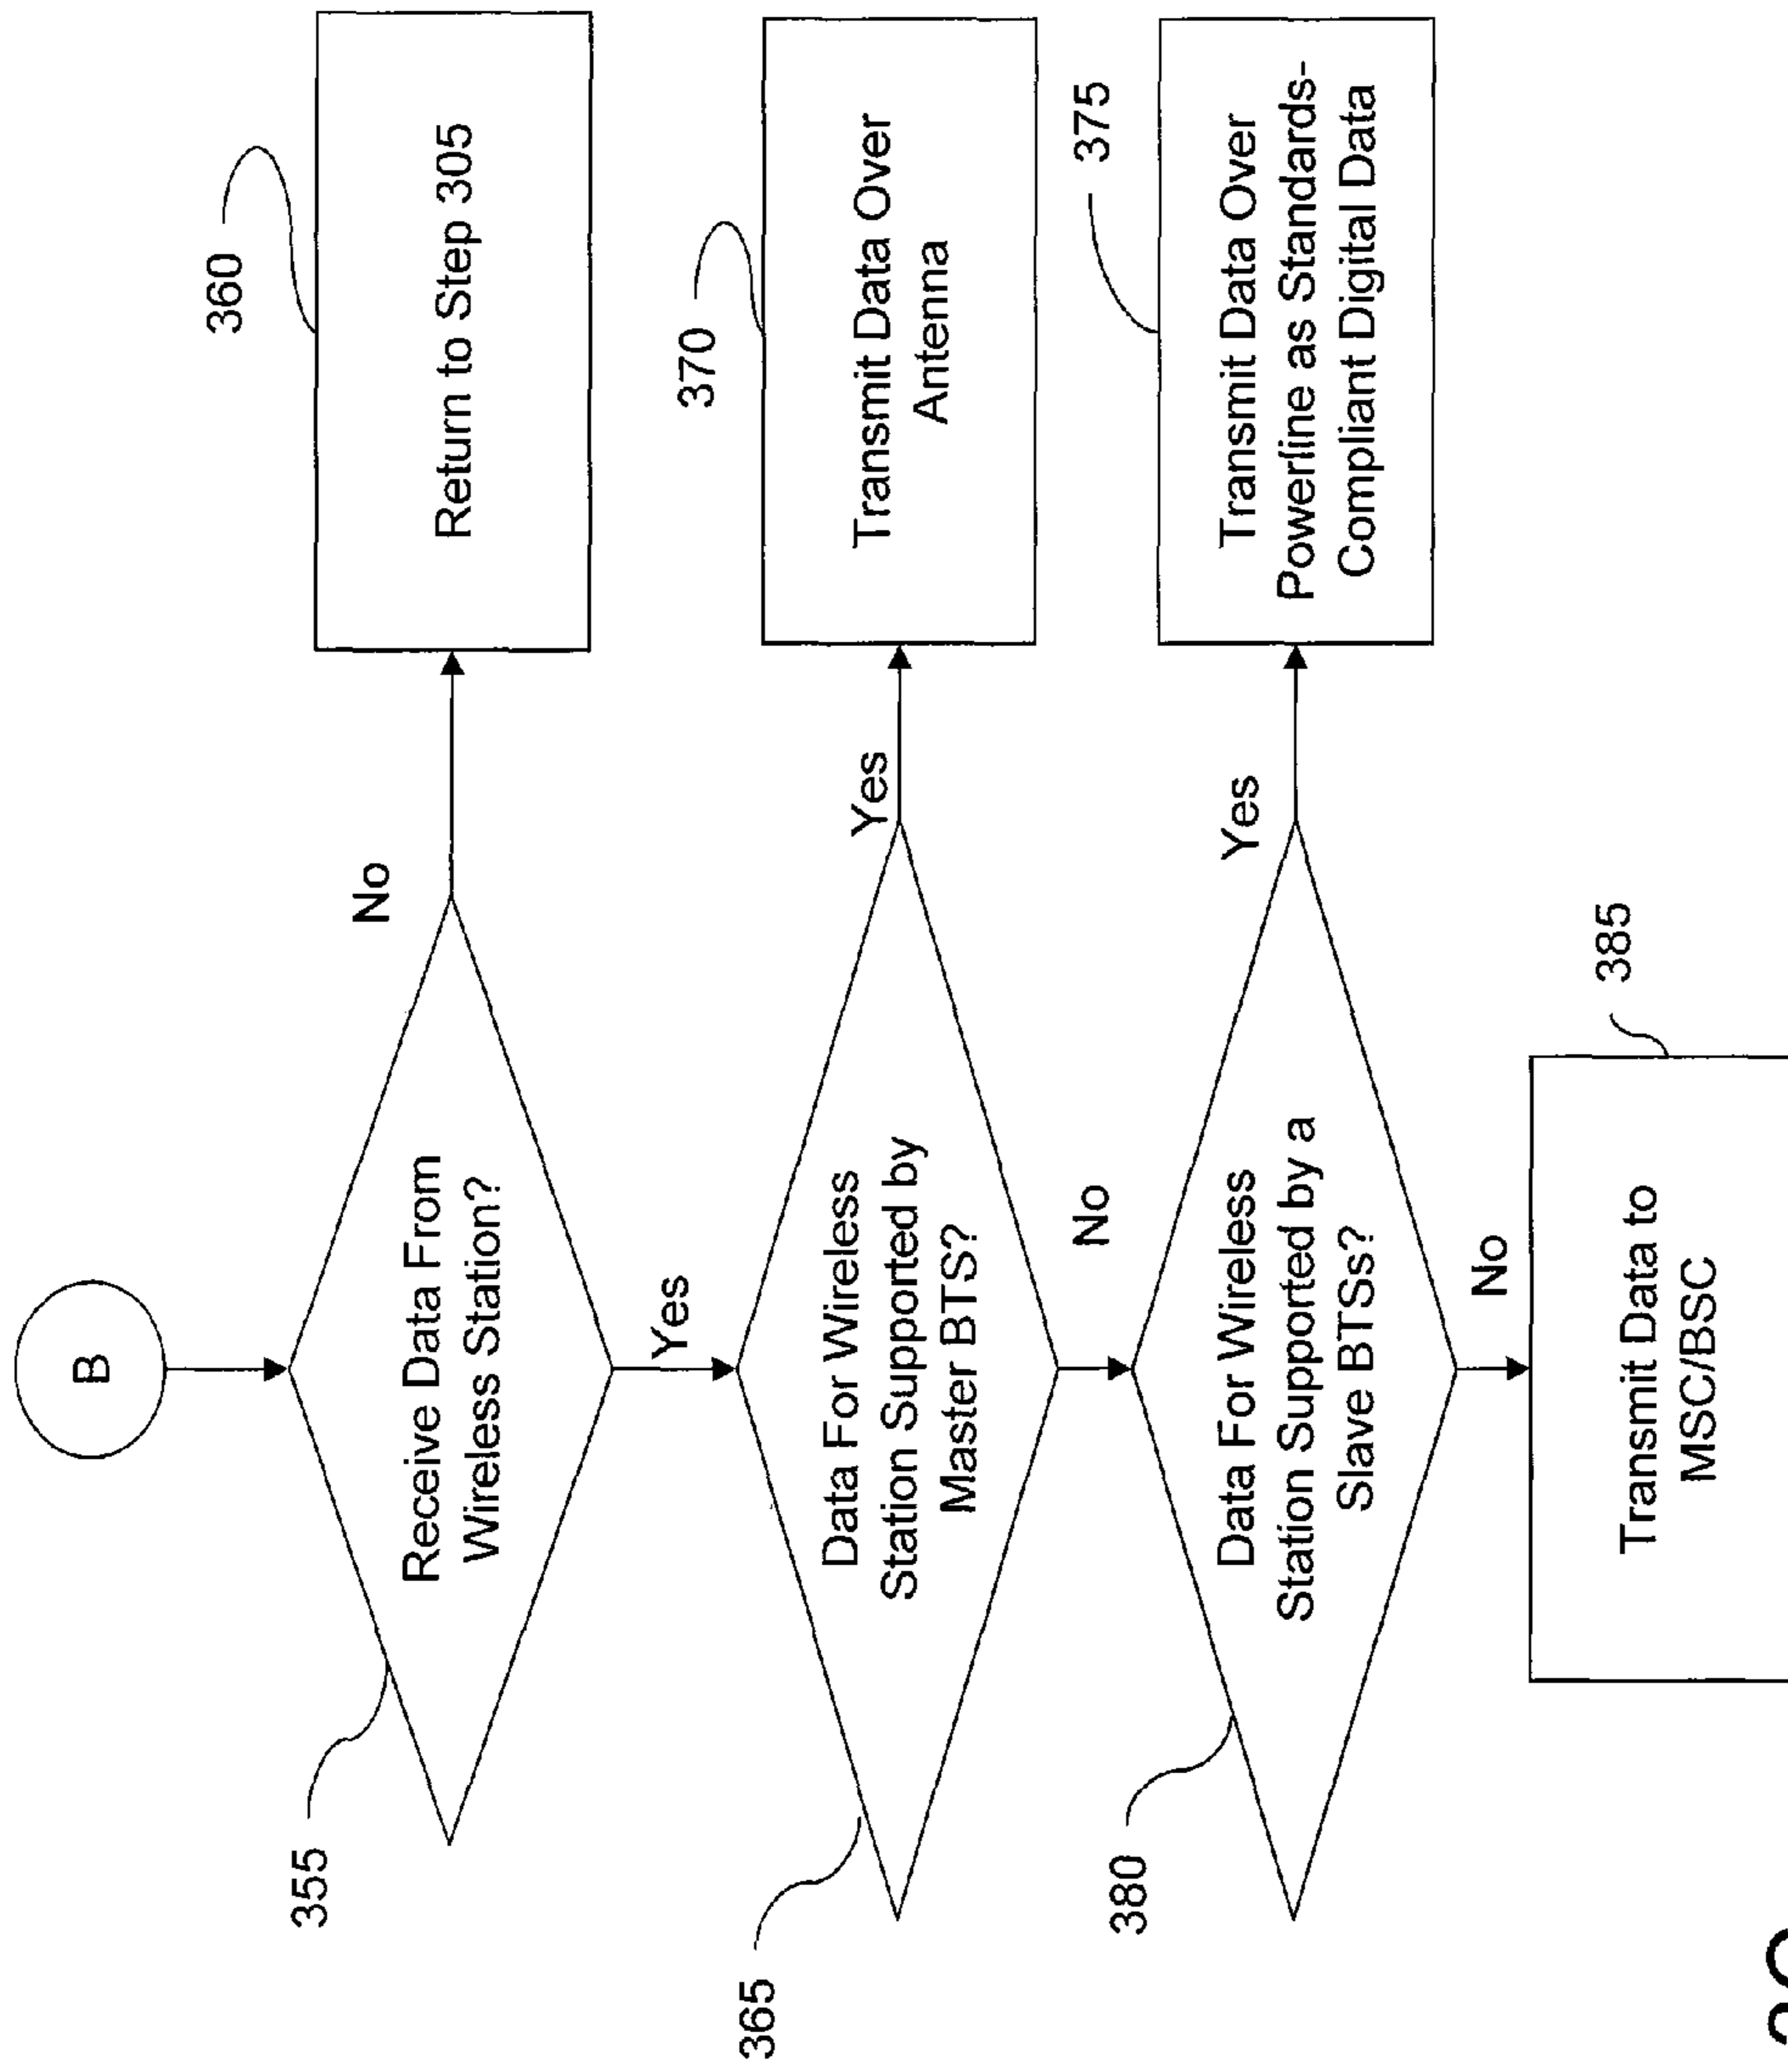 B
355
Receive Data From
Wireless Station?
No
360
Return to Step 305
Yes
365
Data For Wireless
Station Supported by
Master BTS?
Yes
370
Transmit Data Over
Antenna
No
380
Data For Wireless
Station Supported by a
Slave BTSs?
Yes
375
Transmit Data Over
Powerline as Standards-
Compliant Digital Data
No
385
Transmit Data to
MSC/BSC